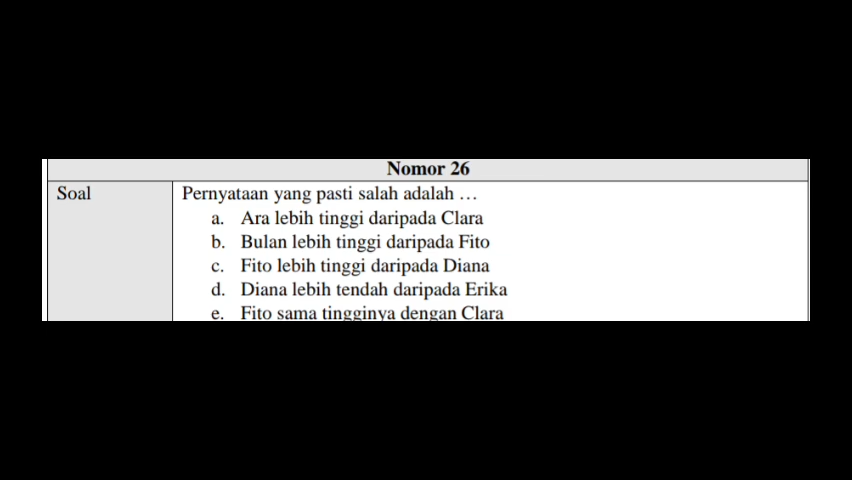 Nomor 26
Soal
Pernyataan yang pasti salah adalah …
a. Ara lebih tinggi daripada Clara
b. Bulan lebih tinggi daripada Fito
c. Fito lebih tinggi daripada Diana
d. Diana lebih tendah daripada Erika
e. Fito sama tingginya dengan Clara